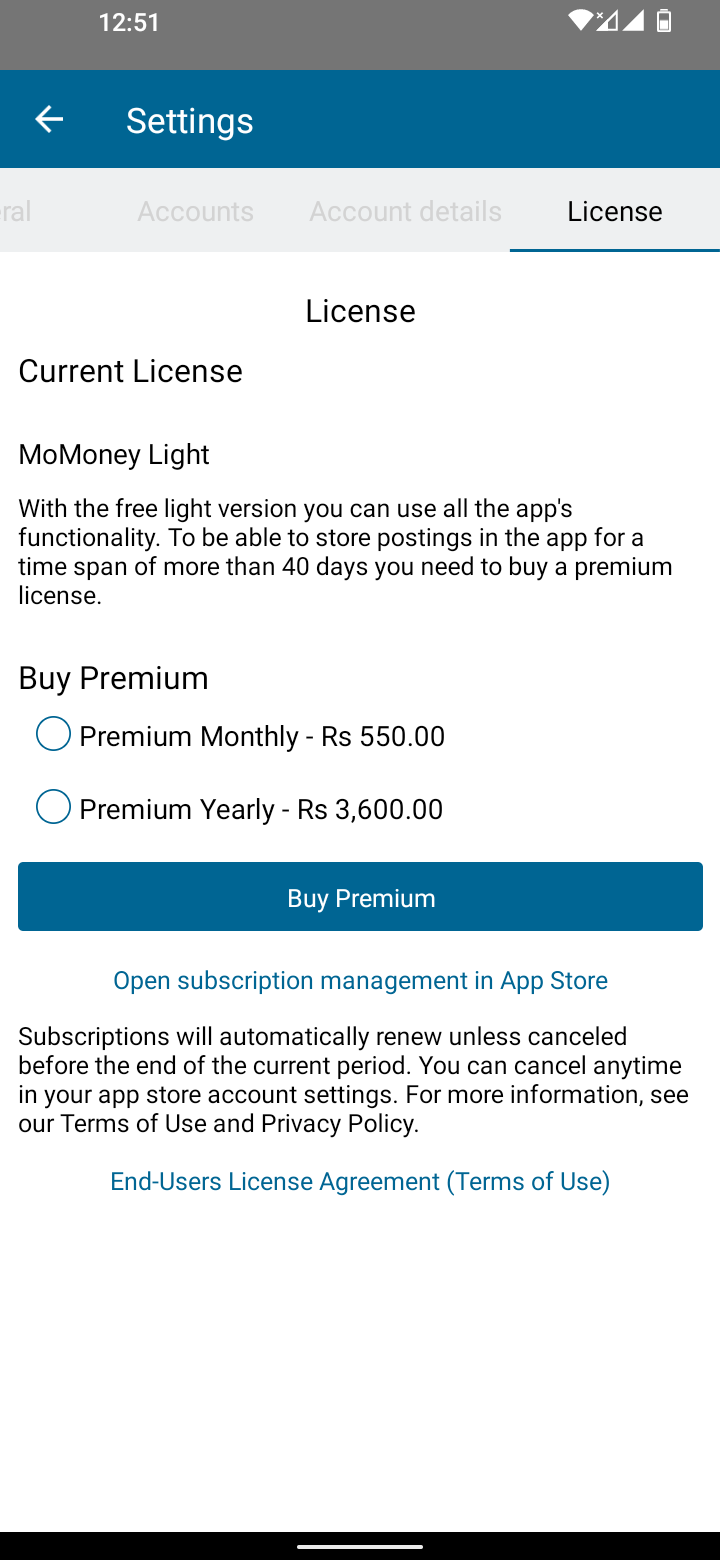 12:51
Settings
ral
Accounts
Account details
License
License
Current License
MoMoney Light
With the free light version you can use all the app's
functionality. To be able to store postings in the app for a
time span of more than 40 days you need to buy a premium
license.
Buy Premium
Premium Monthly - Rs 550.00
Premium Yearly - Rs 3,600.00
Buy Premium
Open subscription management in App Store
Subscriptions will automatically renew unless canceled
before the end of the current period. You can cancel anytime
in your app store account settings. For more information, see
our Terms of Use and Privacy Policy.
End-Users License Agreement (Terms of Use)